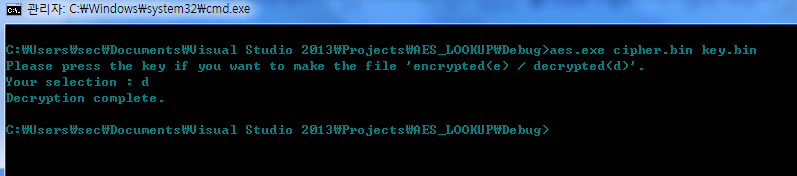 관리자: C:₩Windows₩system32₩cmd.exe
C:₩Users₩sec₩Documents₩Visual Studio 2013₩Projects₩AES_LOOKUP₩Debug>aes.exe cipher.bin key.bin
Please press the key if you want to make the file 'encrypted(e) / decrypted(d)'.
Your selection : d
Decryption complete.
C:₩Users₩sec₩Documents₩Visual Studio 2013₩Projects₩AES_LOOKUP₩Debug>